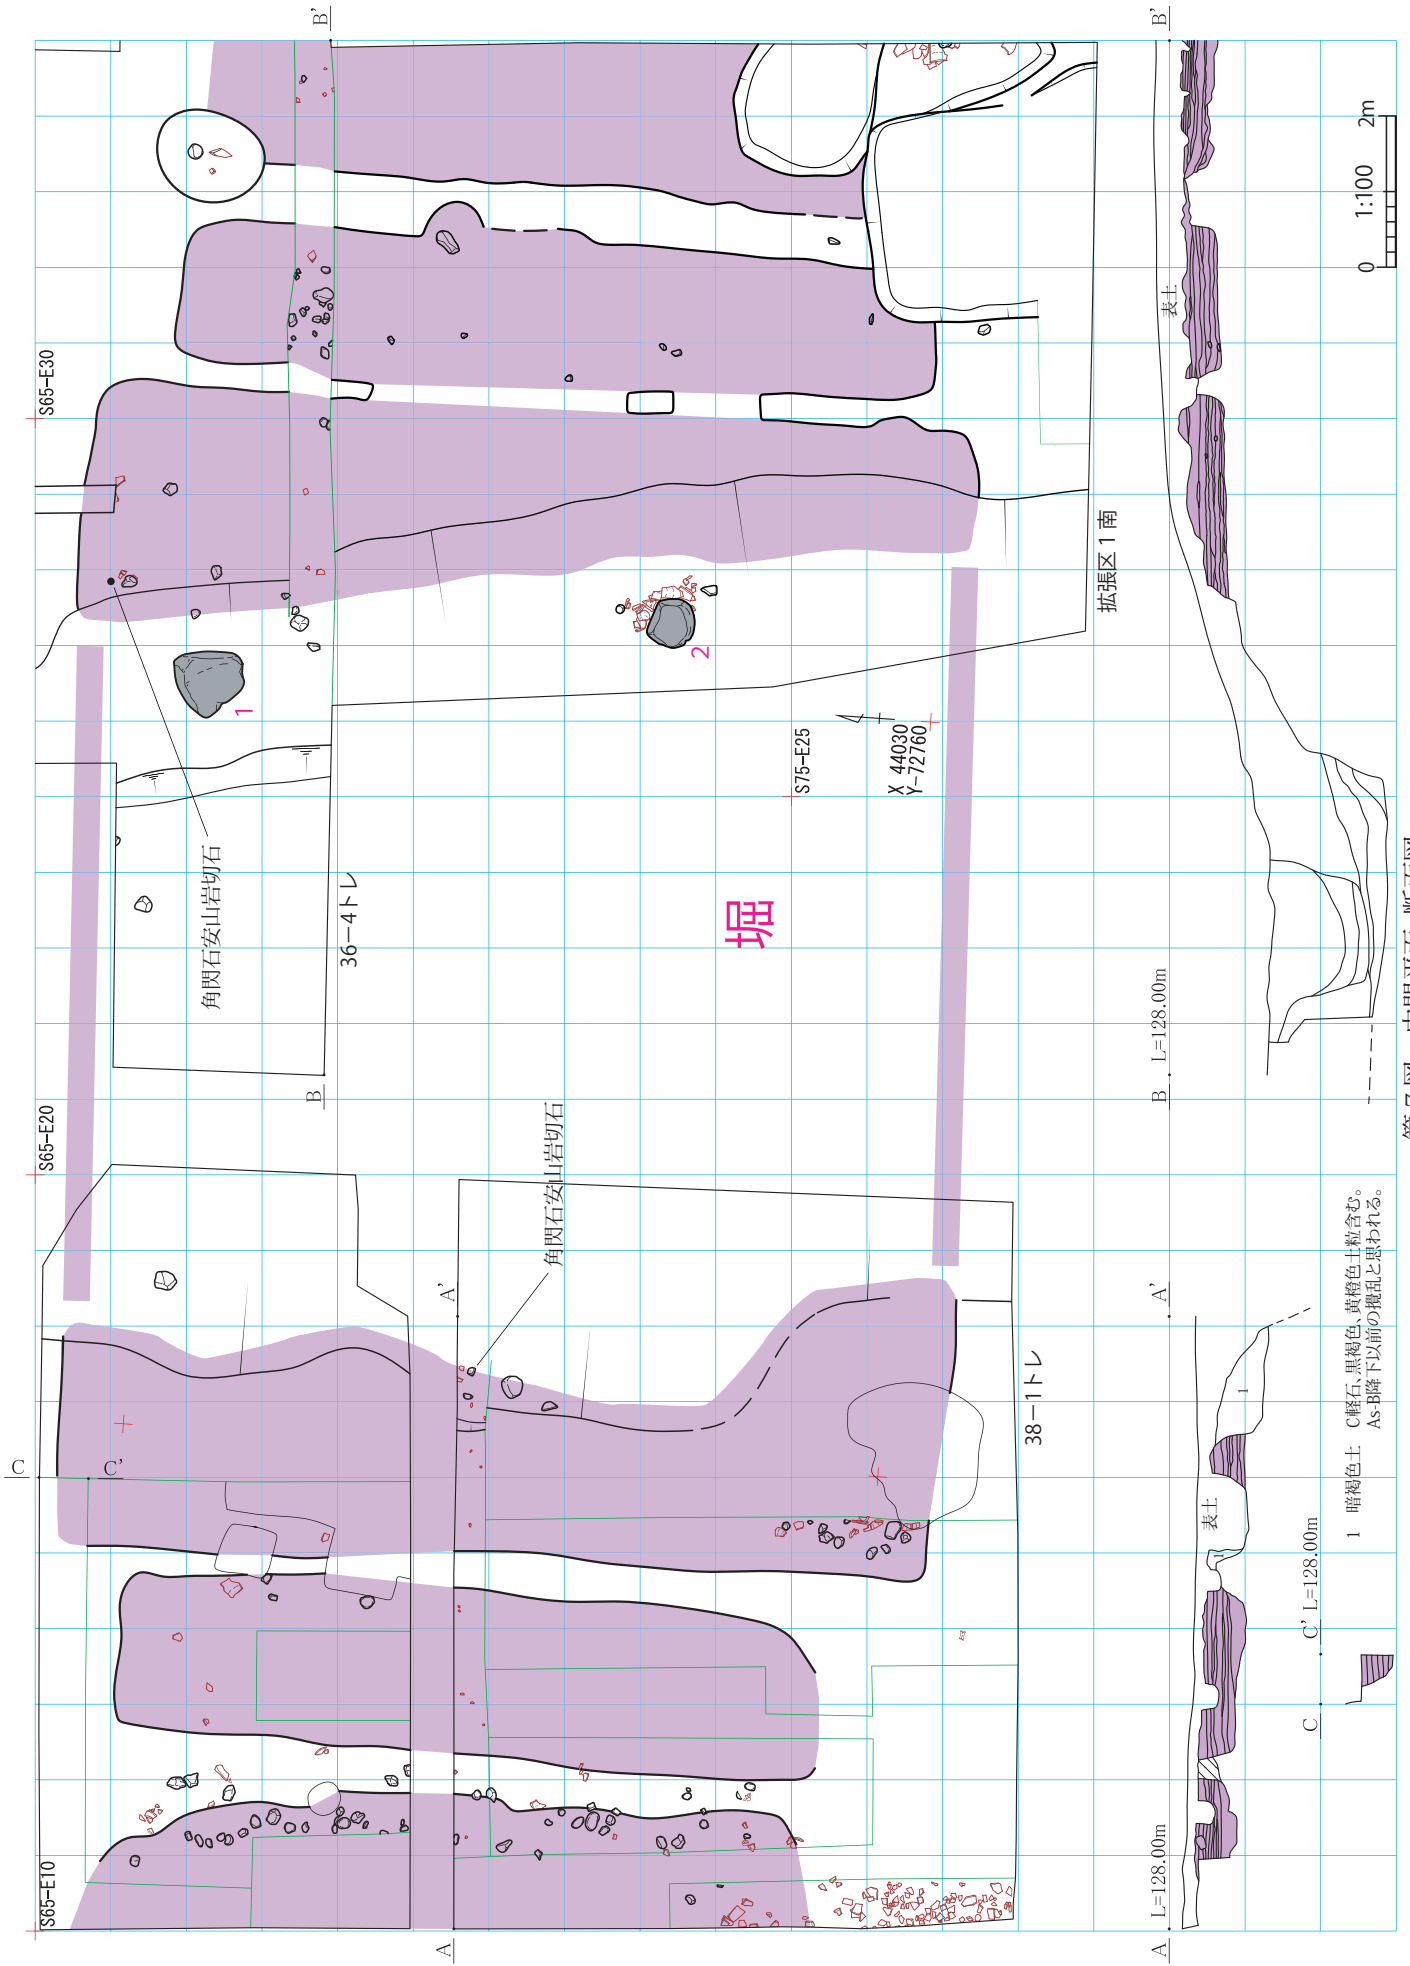 S65-E10
S65-E20
S65-E30
S75-E25
X 44030
Y-72760
角閃石安山岩切石
角閃石安山岩切石
36-4トレ
38-1トレ
拡張区1南
堀
1
2
A
A'
B
B'
C
C'
A L=128.00m
A'
B L=128.00m
B'
C
C' L=128.00m
表土
表土
1
1
1 暗褐色土 C軽石、黒褐色、黄橙色土粒含む。
As-B降下以前の攪乱と思われる。
0 1:100 2m